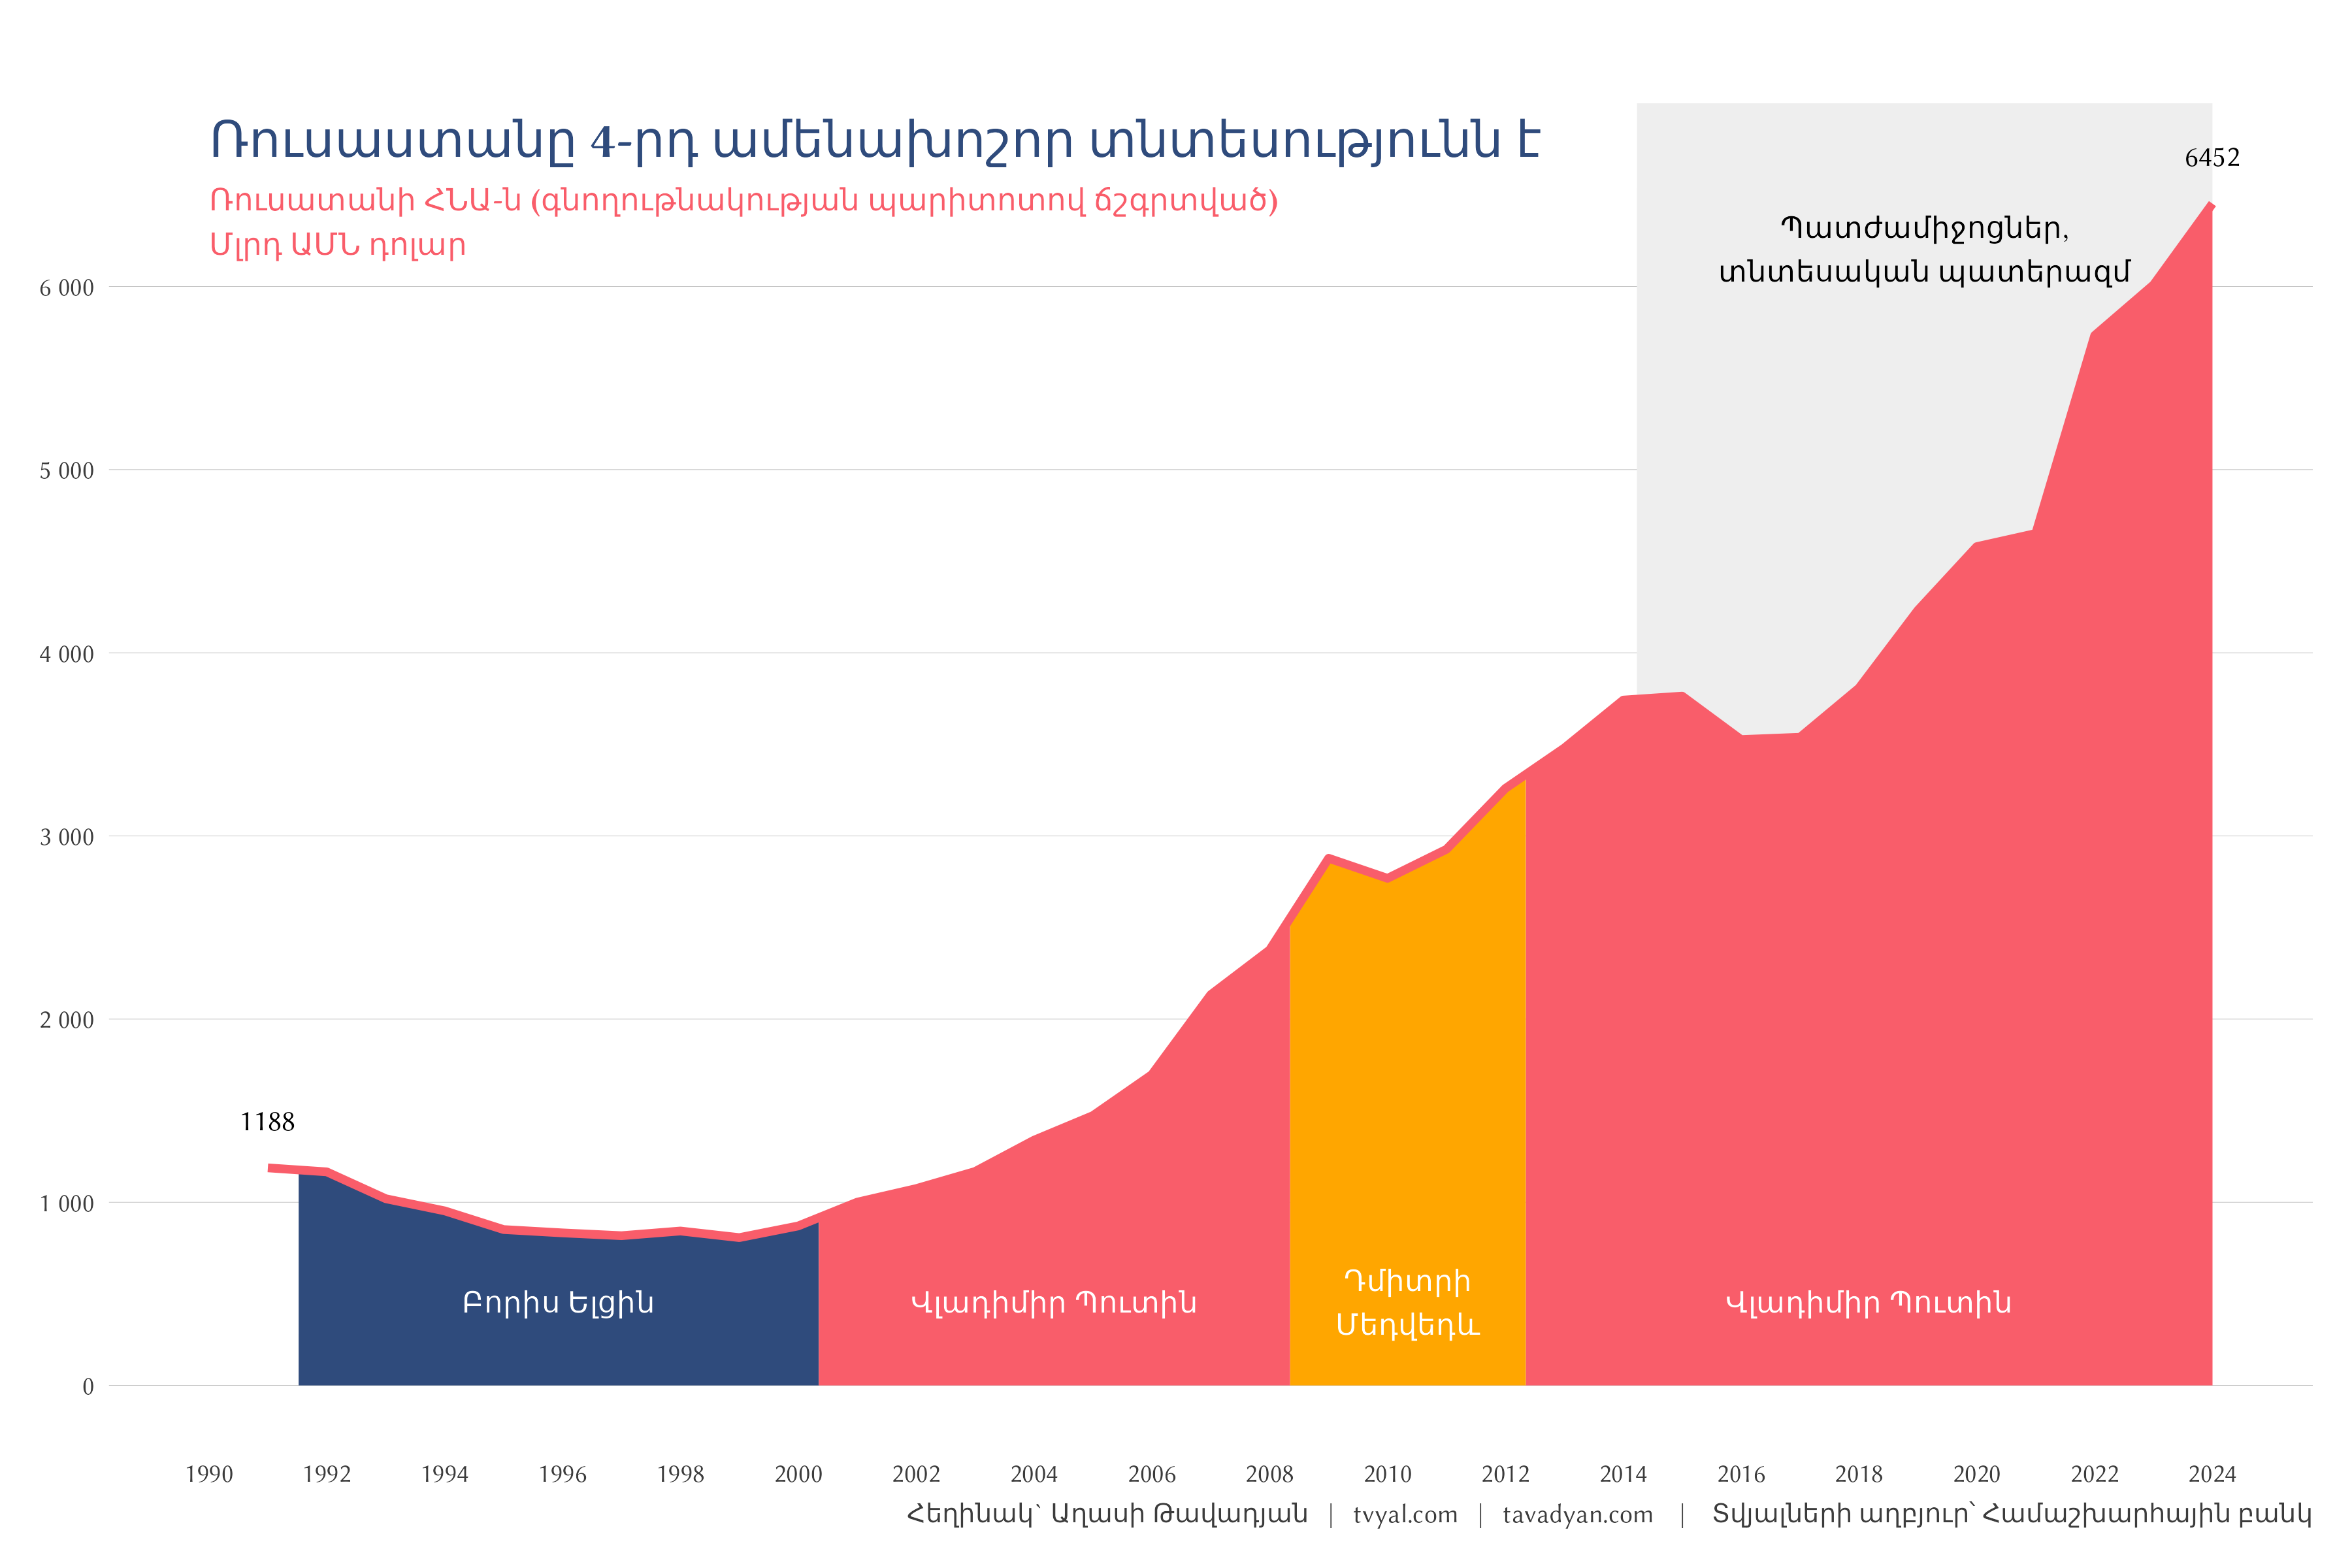 Ռուսաստանը 4-րդ ամենախոշոր տնտեսությունն է
Ռուսատանի ՀՆԱ-ն (գնողութնակության պարիտոտով ճշգրտված)
Մլրդ ԱՄՆ դոլար
6452
Պատժամիջոցներ,
տնտեսական պատերազմ
6 000
5 000
4 000
3 000
2 000
1188
1 000
Բորիս Ելցին
Վլադիմիր Պուտին
Դմիտրի
Մեդվեդև
Վլադիմիր Պուտին
0
1990 1992 1994 1996 1998 2000 2002 2004 2006 2008 2010 2012 2014 2016 2018 2020 2022 2024
Հեղինակ` Աղասի Թավադյան | tvyal.com | tavadyan.com | Տվյալների աղբյուր՝ Համաշխարհային բանկ